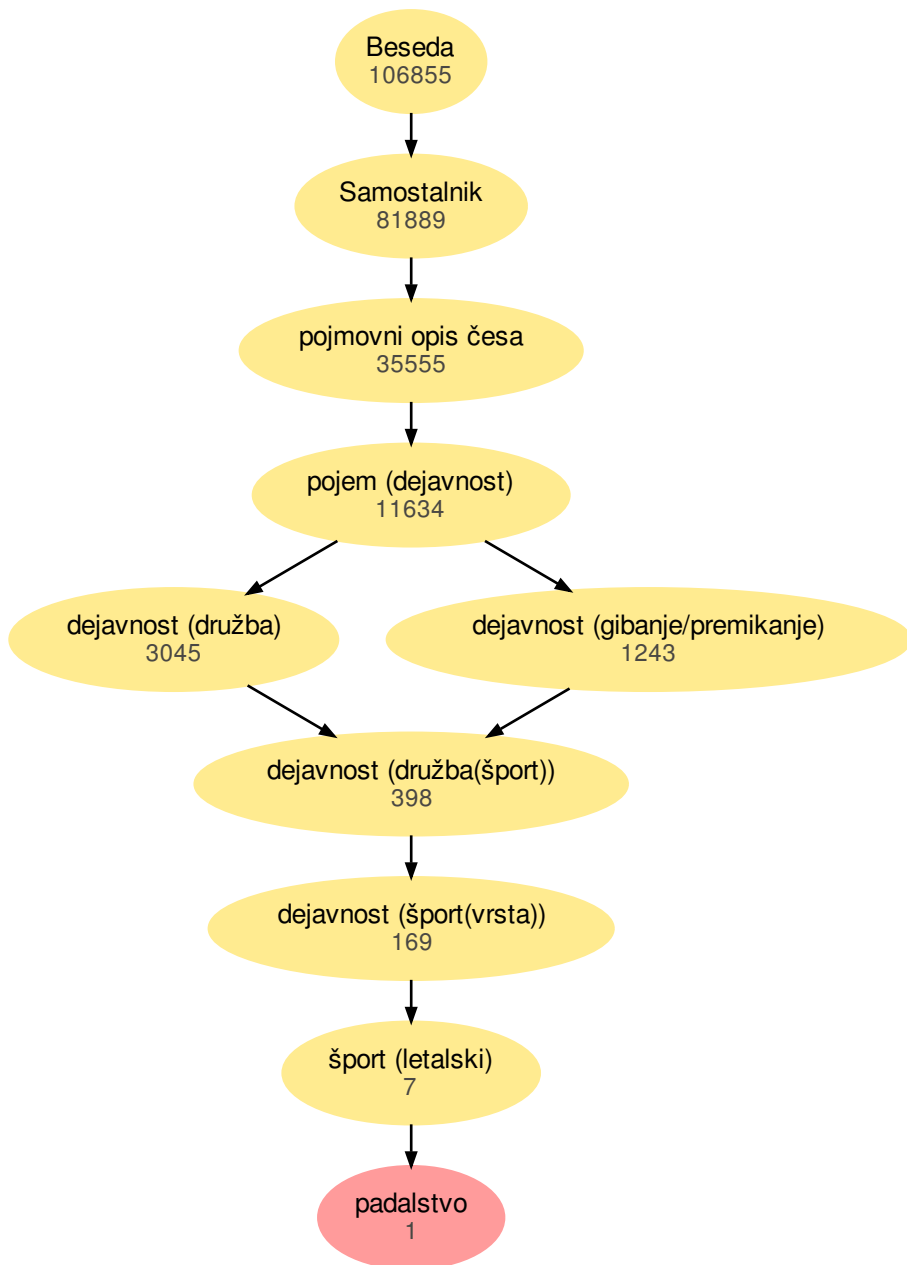 Beseda
106855
Samostalnik
81889
pojmovni opis česa
35555
pojem (dejavnost)
11634
dejavnost (družba)
3045
dejavnost (gibanje/premikanje)
1243
dejavnost (družba(šport))
398
dejavnost (šport(vrsta))
169
šport (letalski)
7
padalstvo
1